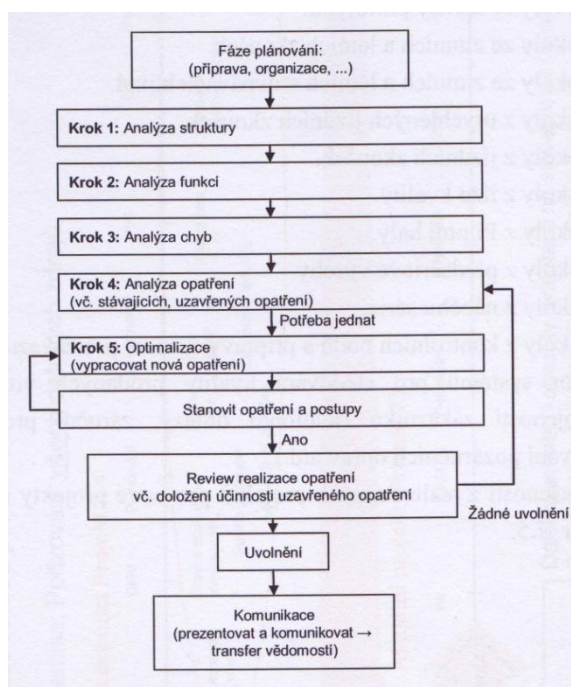 Fáze plánování:
(příprava, organizace, ...)
Krok 1: Analýza struktury
Krok 2: Analýza funkcí
Krok 3: Analýza chyb
Krok 4: Analýza opatření
(vč. stávajících, uzavřených opatření)
Potřeba jednat
Krok 5: Optimalizace
(vypracovat nová opatření)
Stanovit opatření a postupy
Ano
Review realizace opatření
vč. doložení účinnosti uzavřeného opatření
Žádné uvolnění
Uvolnění
Komunikace
(prezentovat a komunikovat →
transfer vědomostí)